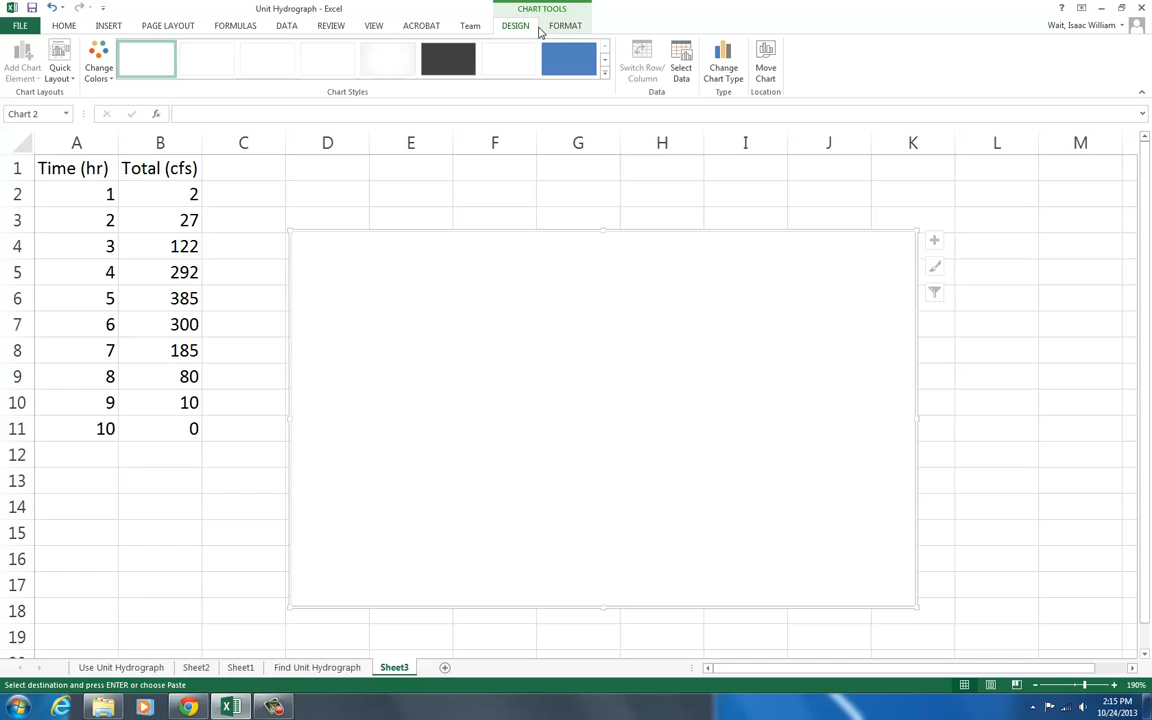 Unit Hydrograph - Excel
CHART TOOLS
FILE HOME INSERT PAGE LAYOUT FORMULAS DATA REVIEW VIEW ACROBAT Team DESIGN FORMAT
Wait, Isaac William
Add Chart Element
Quick Layout
Change Colors
Switch Row/ Column
Select Data
Change Chart Type
Move Chart
Chart Layouts
Chart Styles
Data
Type
Location
Chart 2
fx
A B C D E F G H I J K L M
1 Time (hr) Total (cfs)
2 1 2
3 2 27
4 3 122
5 4 292
6 5 385
7 6 300
8 7 185
9 8 80
10 9 10
11 10 0
12
13
14
15
16
17
18
19
Use Unit Hydrograph Sheet2 Sheet1 Find Unit Hydrograph Sheet3
Select destination and press ENTER or choose Paste
190%
2:15 PM
10/24/2013